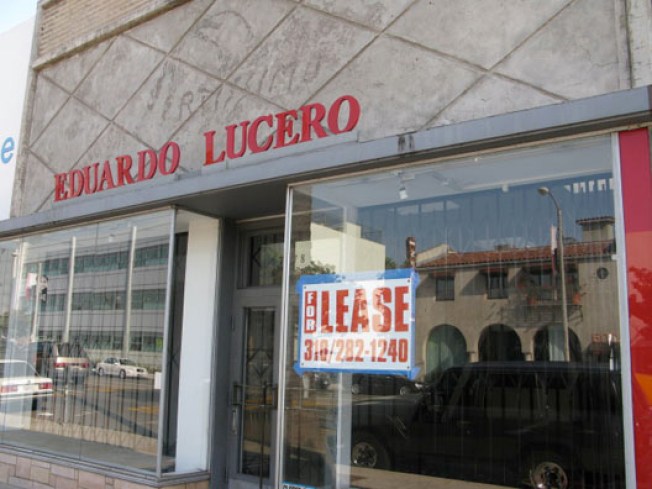 EDUARDO LUCERO
FOR LEASE
310/282-1240
e